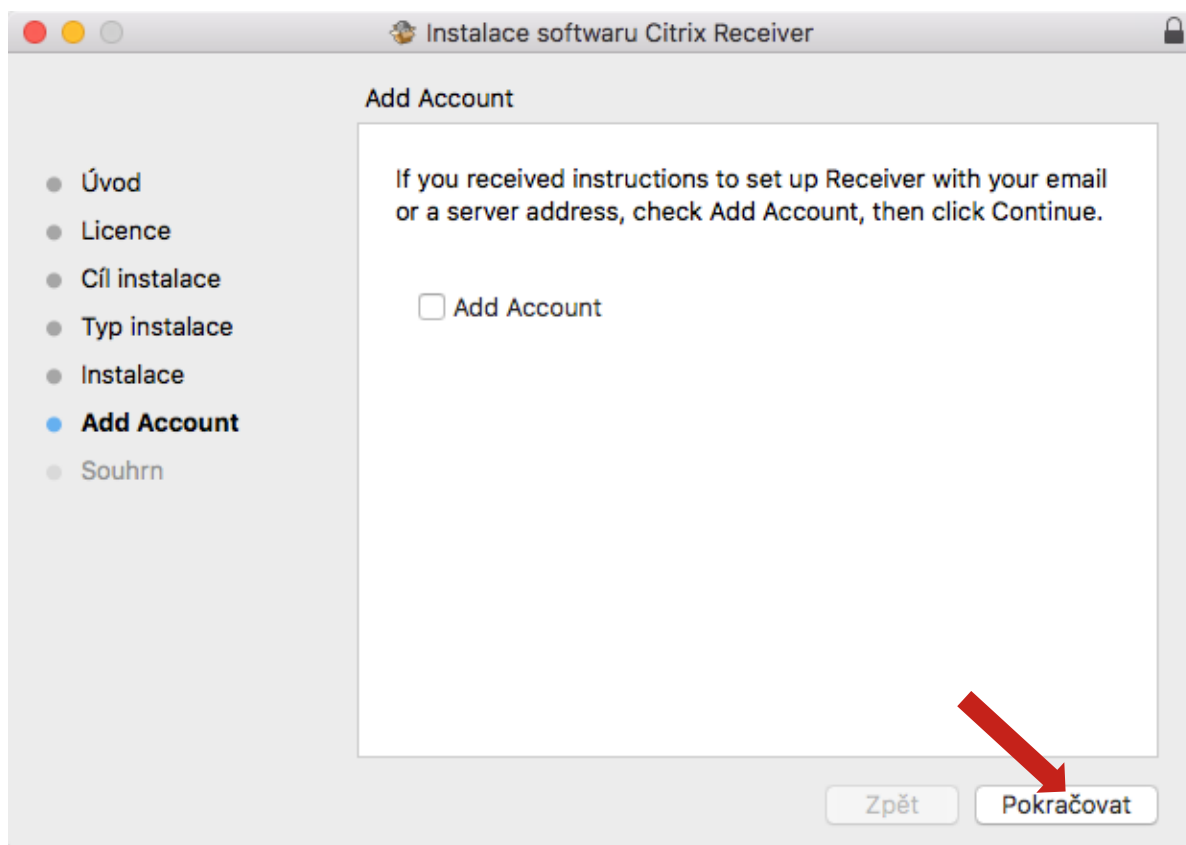 Instalace softwaru Citrix Receiver
Add Account
Úvod
Licence
Cíl instalace
Typ instalace
Instalace
Add Account
Souhrn
If you received instructions to set up Receiver with your email
or a server address, check Add Account, then click Continue.
Add Account
Zpět
Pokračovat